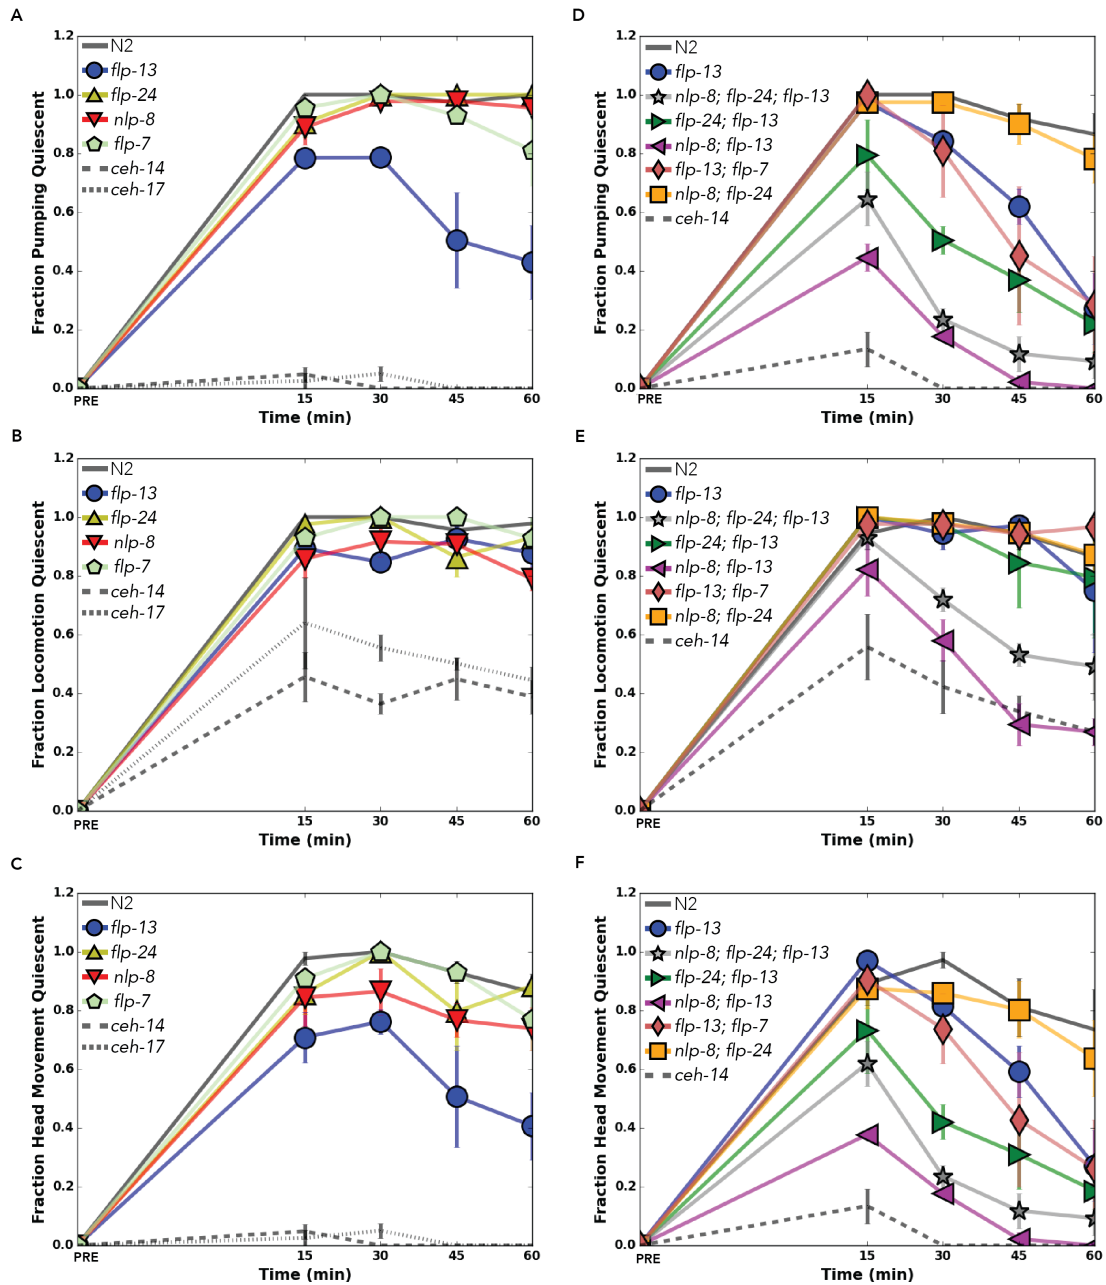 A
Fraction Pumping Quiescent
1.2
1.0
0.8
0.6
0.4
0.2
0.0
N2
flp-13
flp-24
nlp-8
flp-7
ceh-14
ceh-17
PRE 15 30 45 60
Time (min)
B
Fraction Locomotion Quiescent
1.2
1.0
0.8
0.6
0.4
0.2
0.0
N2
flp-13
flp-24
nlp-8
flp-7
ceh-14
ceh-17
PRE 15 30 45 60
Time (min)
C
Fraction Head Movement Quiescent
1.2
1.0
0.8
0.6
0.4
0.2
0.0
N2
flp-13
flp-24
nlp-8
flp-7
ceh-14
ceh-17
PRE 15 30 45 60
Time (min)
D
Fraction Pumping Quiescent
1.2
1.0
0.8
0.6
0.4
0.2
0.0
N2
flp-13
nlp-8; flp-24; flp-13
flp-24; flp-13
nlp-8; flp-13
flp-13; flp-7
nlp-8; flp-24
ceh-14
PRE 15 30 45 60
Time (min)
E
Fraction Locomotion Quiescent
1.2
1.0
0.8
0.6
0.4
0.2
0.0
N2
flp-13
nlp-8; flp-24; flp-13
flp-24; flp-13
nlp-8; flp-13
flp-13; flp-7
nlp-8; flp-24
ceh-14
PRE 15 30 45 60
Time (min)
F
Fraction Head Movement Quiescent
1.2
1.0
0.8
0.6
0.4
0.2
0.0
N2
flp-13
nlp-8; flp-24; flp-13
flp-24; flp-13
nlp-8; flp-13
flp-13; flp-7
nlp-8; flp-24
ceh-14
PRE 15 30 45 60
Time (min)